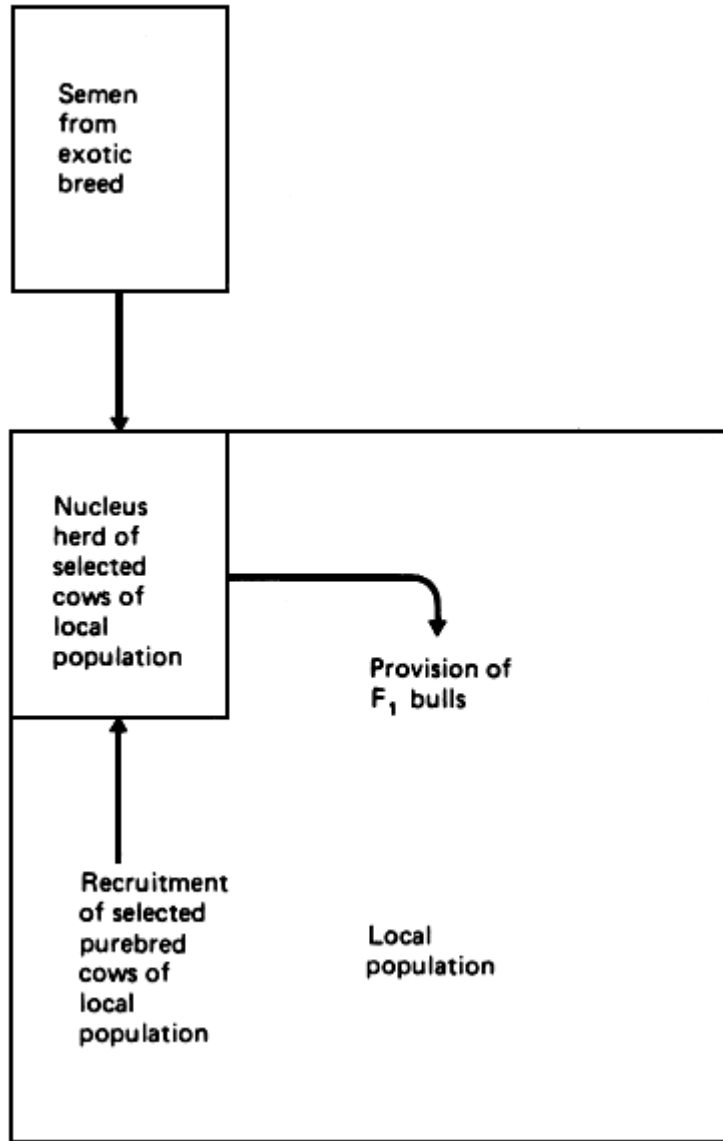 Semen
from
exotic
breed
Nucleus
herd of
selected
cows of
local
population
Provision of
F₁ bulls
Recruitment
of selected
purebred
cows of
local
population
Local
population